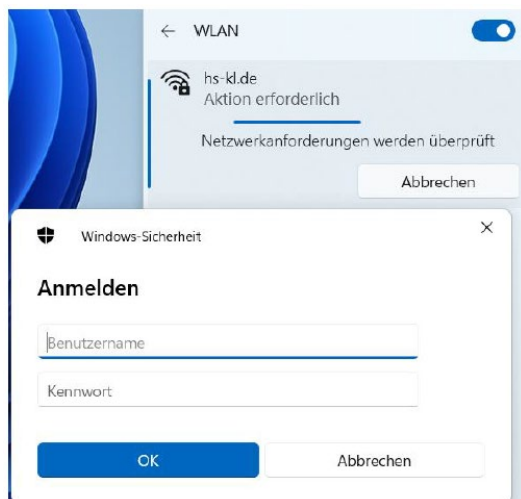 ← WLAN
hs-kl.de
Aktion erforderlich
Netzwerkanforderungen werden überprüft
Abbrechen
Windows-Sicherheit
Anmelden
Benutzername
Kennwort
OK Abbrechen